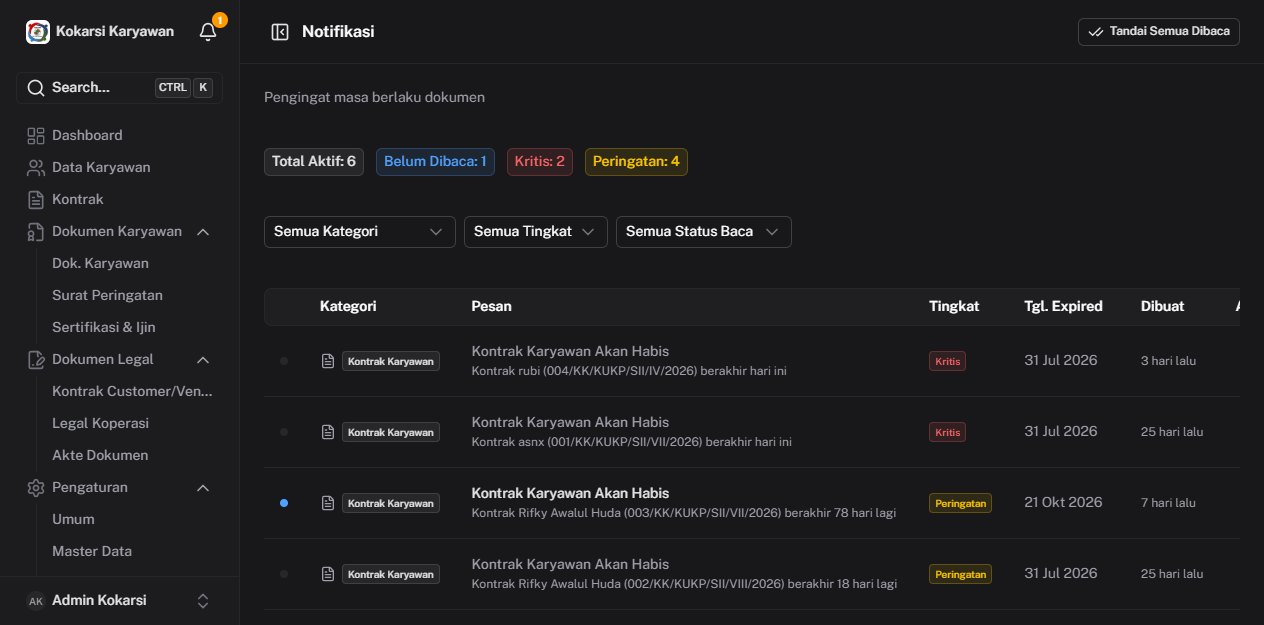 Kokarsi Karyawan
1
Search...
CTRL K
Dashboard
Data Karyawan
Kontrak
Dokumen Karyawan
Dok. Karyawan
Surat Peringatan
Sertifikasi & Ijin
Dokumen Legal
Kontrak Customer/Ven...
Legal Koperasi
Akte Dokumen
Pengaturan
Umum
Master Data
AK Admin Kokarsi
Notifikasi
Tandai Semua Dibaca
Pengingat masa berlaku dokumen
Total Aktif: 6 Belum Dibaca: 1 Kritis: 2 Peringatan: 4
Semua Kategori Semua Tingkat Semua Status Baca
Kategori Pesan Tingkat Tgl. Expired Dibuat
Kontrak Karyawan Kontrak Karyawan Akan Habis Kritis 31 Jul 2026 3 hari lalu
Kontrak rubi (004/KK/KUKP/SII/IV/2026) berakhir hari ini
Kontrak Karyawan Kontrak Karyawan Akan Habis Kritis 31 Jul 2026 25 hari lalu
Kontrak asnx (001/KK/KUKP/SII/VII/2026) berakhir hari ini
Kontrak Karyawan Kontrak Karyawan Akan Habis Peringatan 21 Okt 2026 7 hari lalu
Kontrak Rifky Awalul Huda (003/KK/KUKP/SII/VII/2026) berakhir 78 hari lagi
Kontrak Karyawan Kontrak Karyawan Akan Habis Peringatan 31 Jul 2026 25 hari lalu
Kontrak Rifky Awalul Huda (002/KK/KUKP/SII/VIII/2026) berakhir 18 hari lagi